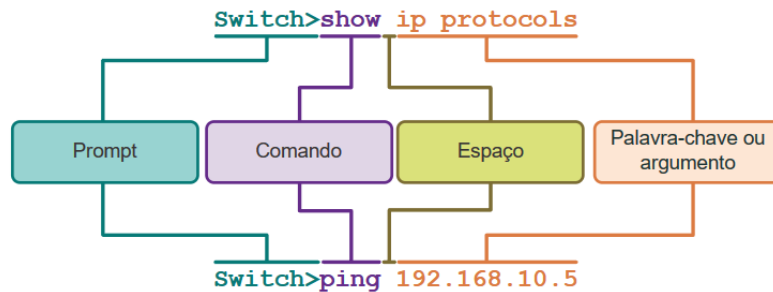 Switch>show ip protocols
Prompt
Comando
Espaço
Palavra-chave ou
argumento
Switch>ping 192.168.10.5